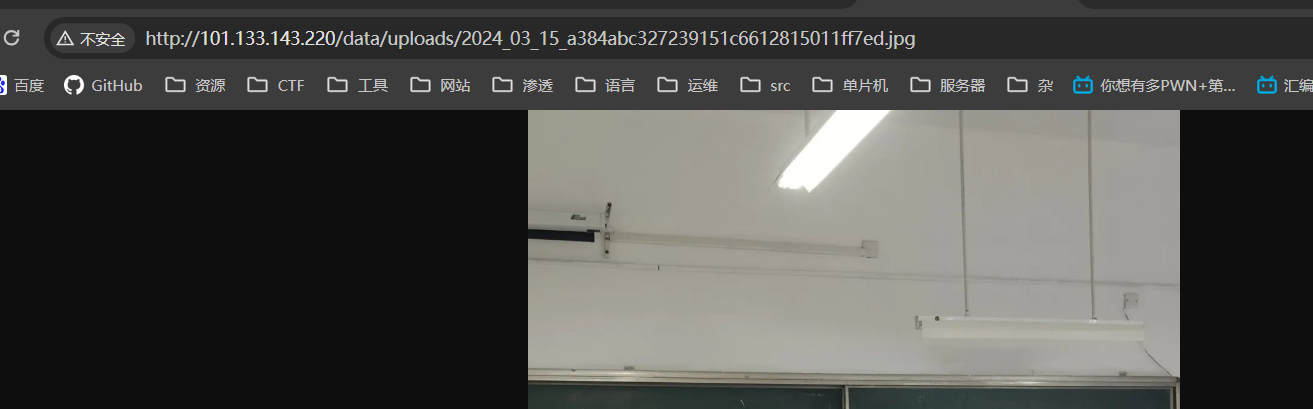 不安全 http://101.133.143.220/data/uploads/2024_03_15_a384abc327239151c6612815011ff7ed.jpg
百度 GitHub 资源 CTF 工具 网站 渗透 语言 运维 src 单片机 服务器 杂 你想有多PWN+第... 汇编